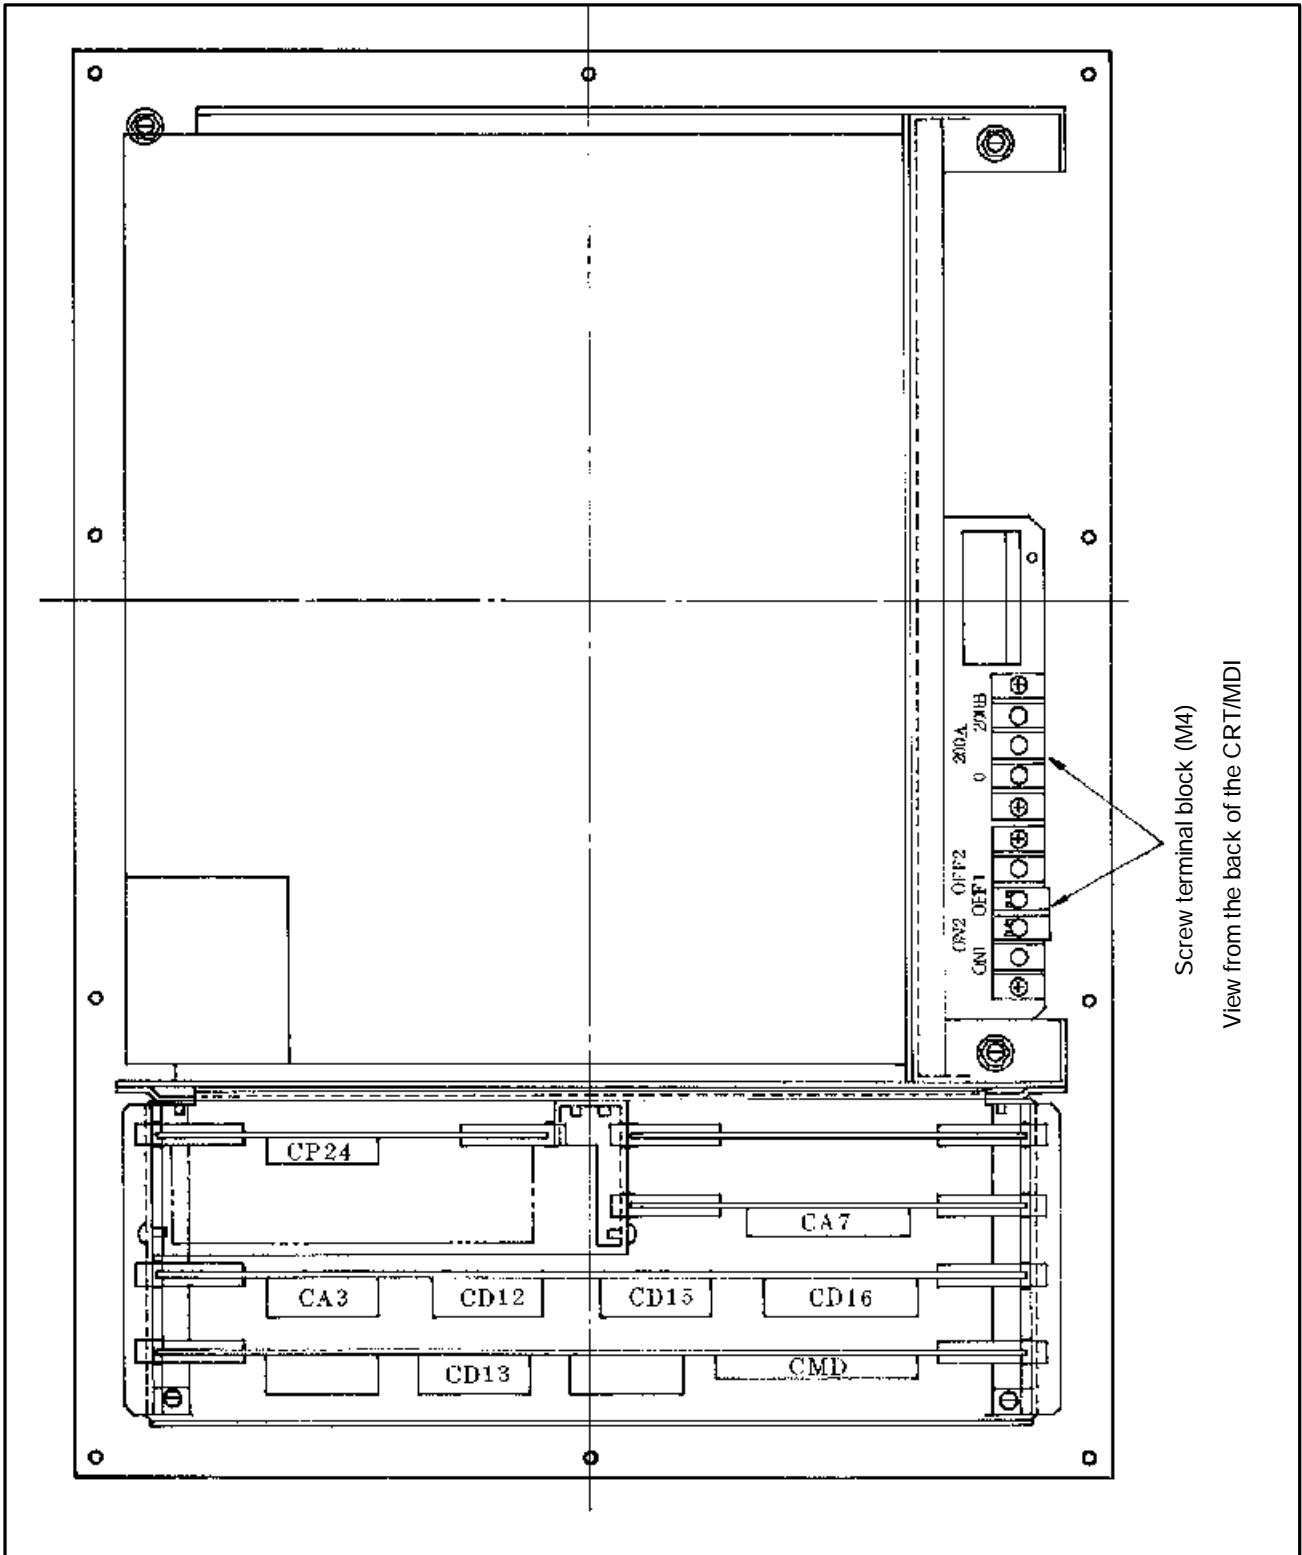 200B
200A
0
OFF2
OFF1
ON2
ON1
Screw terminal block (M4)
View from the back of the CRT/MDI
CP24
CA7
CA3
CD12
CD15
CD16
CD13
CMD